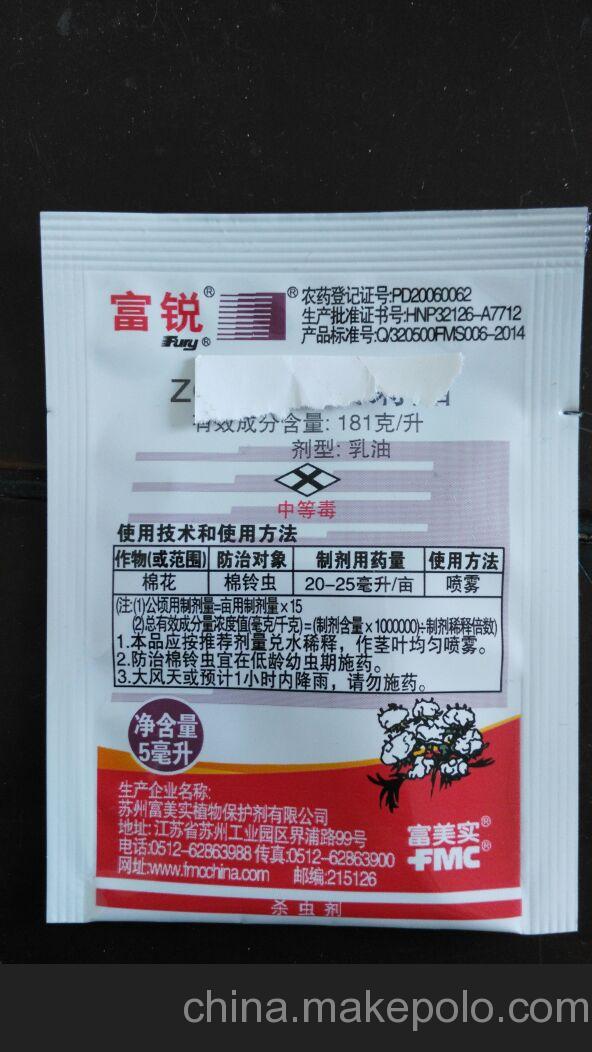 富锐®
Fury®
®
农药登记证号:PD20060062
生产批准证书号:HNP32126-A7712
产品标准号:Q/320500FMS006-2014
有效成分含量: 181克/升
剂型: 乳油
中等毒
使用技术和使用方法
作物(或范围) 防治对象 制剂用药量 使用方法
棉花 棉铃虫 20-25毫升/亩 喷雾
(注:(1)公顷用制剂量=亩用制剂量×15
(2)总有效成分量浓度值(毫克/千克)=(制剂含量×1000000)÷制剂稀释倍数)
1.本品应按推荐剂量兑水稀释，作茎叶均匀喷雾。
2.防治棉铃虫宜在低龄幼虫期施药。
3.大风天或预计1小时内降雨，请勿施药。
净含量
5毫升
生产企业名称:
苏州富美实植物保护剂有限公司
地址: 江苏省苏州工业园区界浦路99号
电话:0512-62863988 传真:0512-62863900
网址:www.fmcchina.com 邮编:215126
富美实®
FMC®
杀虫剂
china.makepolo.com